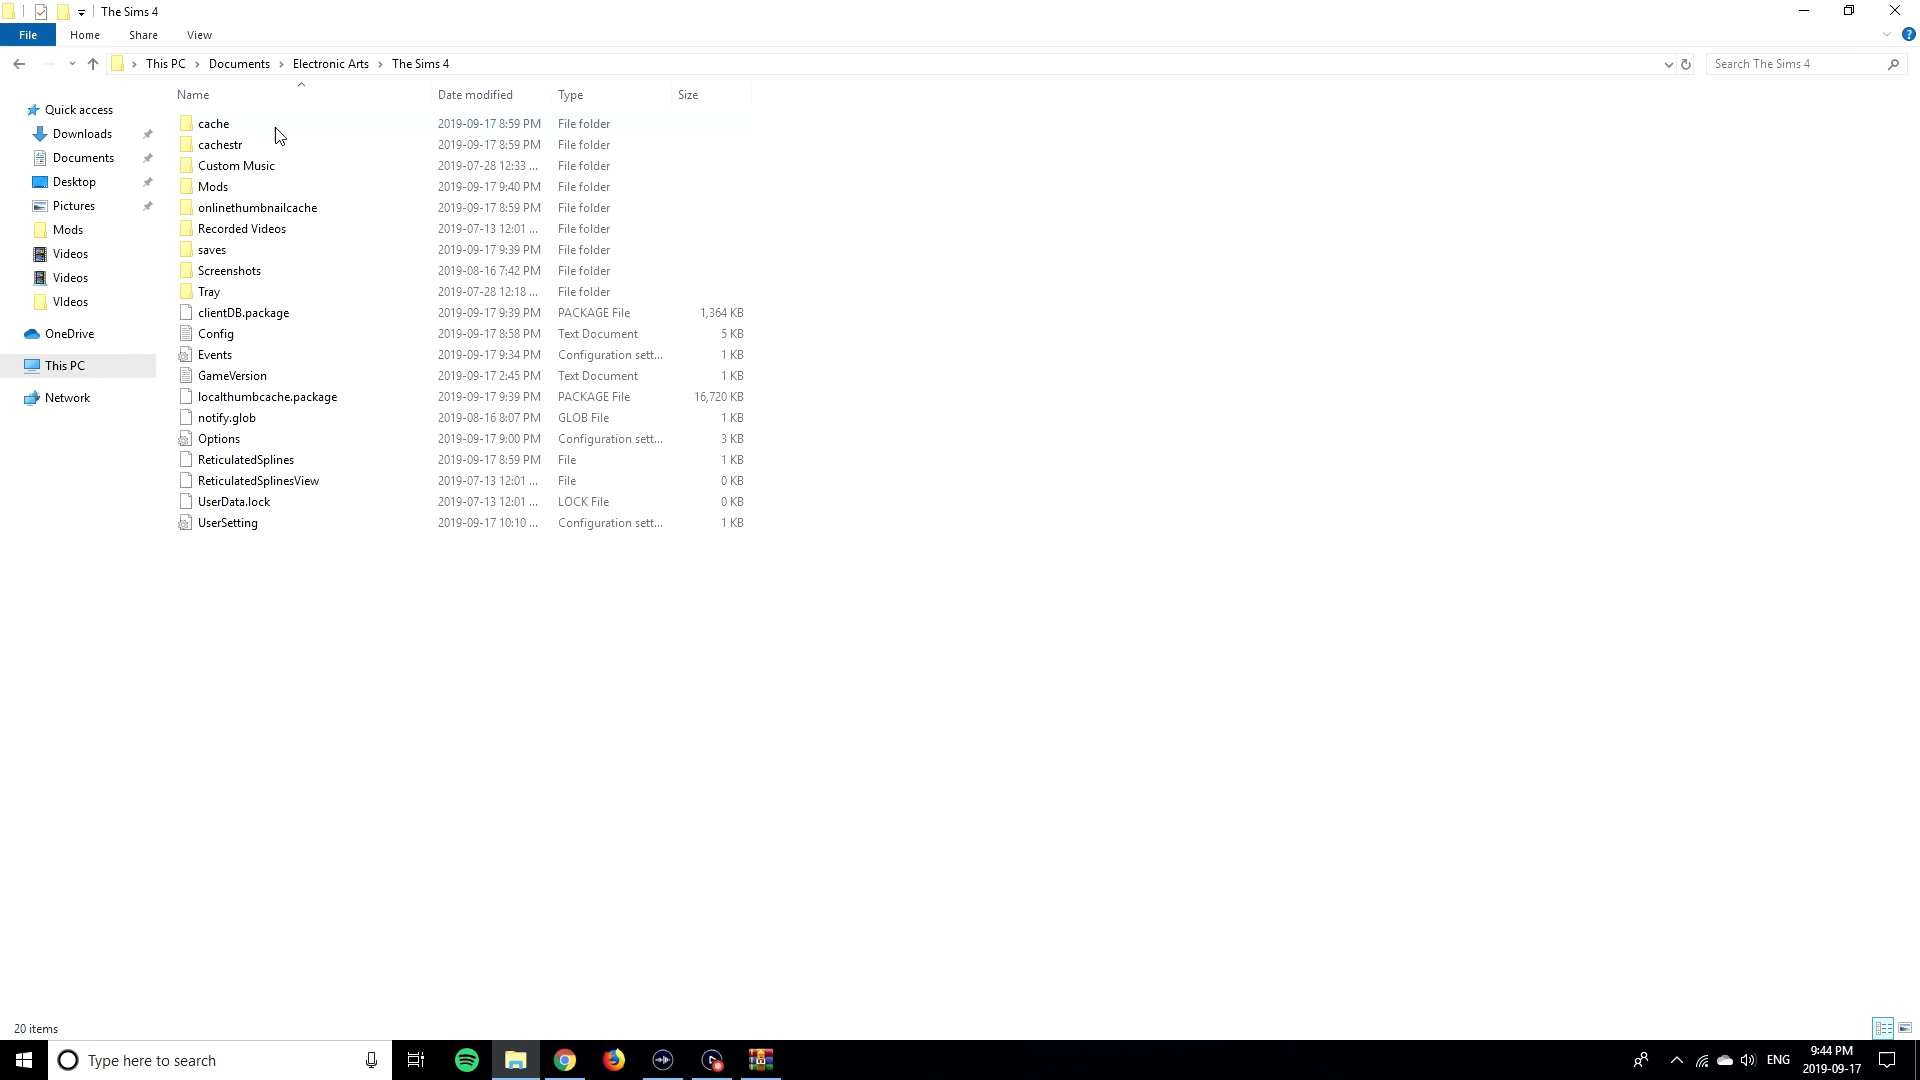 The Sims 4
File Home Share View
This PC Documents Electronic Arts The Sims 4 Search The Sims 4
Name Date modified Type Size
Quick access
Downloads
Documents
Desktop
Pictures
Mods
Videos
Videos
VIdeos
OneDrive
This PC
Network
cache 2019-09-17 8:59 PM File folder
cachestr 2019-09-17 8:59 PM File folder
Custom Music 2019-07-28 12:33 ... File folder
Mods 2019-09-17 9:40 PM File folder
onlinethumbnailcache 2019-09-17 8:59 PM File folder
Recorded Videos 2019-07-13 12:01 ... File folder
saves 2019-09-17 9:39 PM File folder
Screenshots 2019-08-16 7:42 PM File folder
Tray 2019-07-28 12:18 ... File folder
clientDB.package 2019-09-17 9:39 PM PACKAGE File 1,364 KB
Config 2019-09-17 8:58 PM Text Document 5 KB
Events 2019-09-17 9:34 PM Configuration sett... 1 KB
GameVersion 2019-09-17 2:45 PM Text Document 1 KB
localthumbcache.package 2019-09-17 9:39 PM PACKAGE File 16,720 KB
notify.glob 2019-08-16 8:07 PM GLOB File 1 KB
Options 2019-09-17 9:00 PM Configuration sett... 3 KB
ReticulatedSplines 2019-09-17 8:59 PM File 1 KB
ReticulatedSplinesView 2019-07-13 12:01 ... File 0 KB
UserData.lock 2019-07-13 12:01 ... LOCK File 0 KB
UserSetting 2019-09-17 10:10 ... Configuration sett... 1 KB
20 items
Type here to search
ENG
9:44 PM
2019-09-17